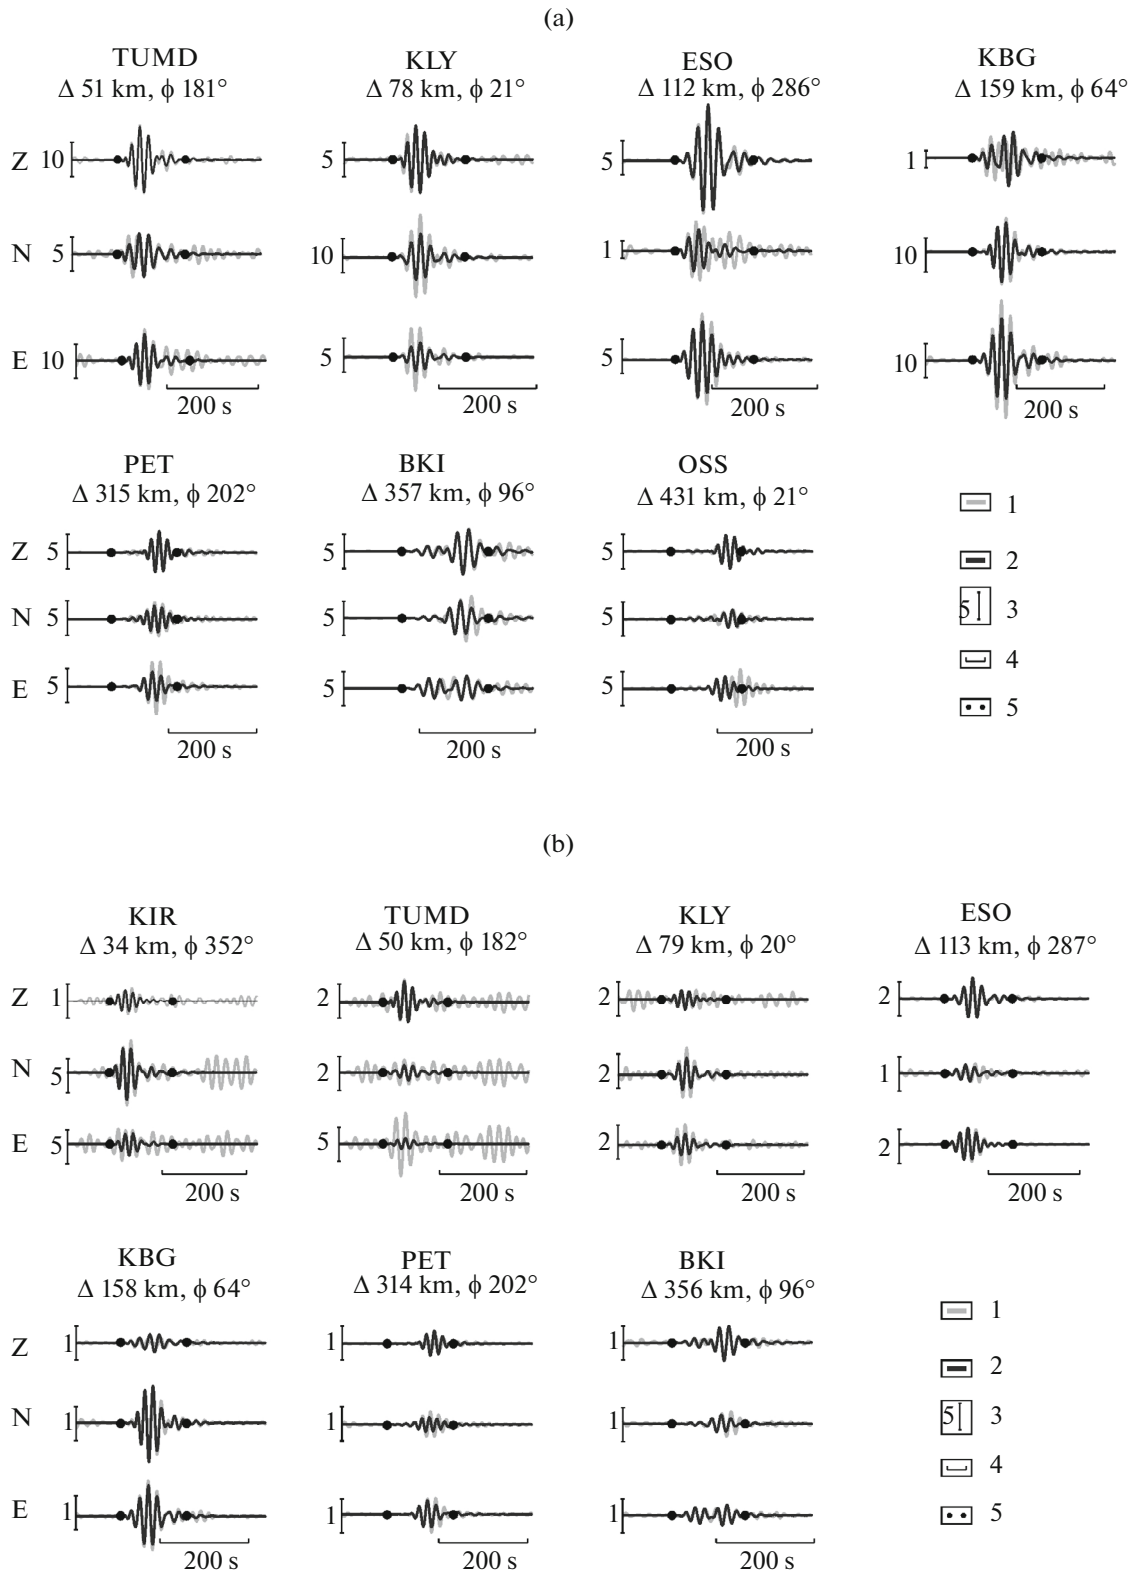 (a)
TUMD KLY ESO KBG
Δ 51 km, ϕ 181° Δ 78 km, ϕ 21° Δ 112 km, ϕ 286° Δ 159 km, ϕ 64°
Z 10 5 5 1
N 5 10 1 10
E 10 5 5 10
200 s 200 s 200 s 200 s
PET BKI OSS
Δ 315 km, ϕ 202° Δ 357 km, ϕ 96° Δ 431 km, ϕ 21°
1
Z 5 5 5
2
N 5 5 5
5 3
4
E 5 5 5
5
200 s 200 s 200 s
(b)
KIR TUMD KLY ESO
Δ 34 km, ϕ 352° Δ 50 km, ϕ 182° Δ 79 km, ϕ 20° Δ 113 km, ϕ 287°
Z 1 2 2 2
N 5 2 2 1
E 5 5 2 2
200 s 200 s 200 s 200 s
KBG PET BKI
Δ 158 km, ϕ 64° Δ 314 km, ϕ 202° Δ 356 km, ϕ 96°
1
Z 1 1 1
2
N 1 1 1
5 3
4
E 1 1 1
5
200 s 200 s 200 s